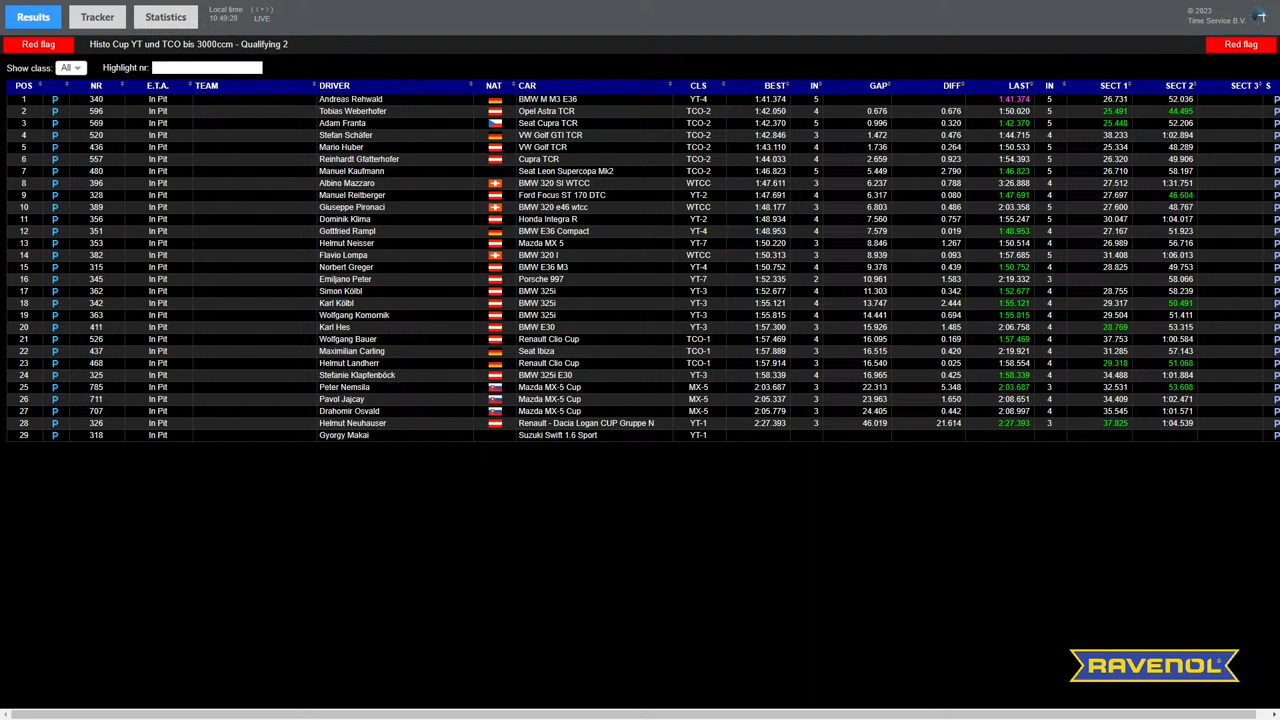 Results Tracker Statistics Local time 10:49:28 LIVE © 2023 Time Service B.V.
Red flag Histo Cup YT und TCO bis 3000ccm - Qualifying 2 Red flag
Show class: All Highlight nr:
POS NR E.T.A. TEAM DRIVER NAT CAR CLS BEST IN GAP DIFF LAST IN SECT 1 SECT 2 SECT 3 S
1 P 340 In Pit Andreas Rehwald BMW M M3 E36 YT-4 1:41.374 5 1:41.374 5 26.731 52.036 P
2 P 596 In Pit Tobias Weberhofer Opel Astra TCR TCO-2 1:42.050 4 0.676 0.676 1:50.020 5 25.491 44.495 P
3 P 569 In Pit Adam Franta Seat Cupra TCR TCO-2 1:42.370 5 0.996 0.320 1:42.370 5 25.448 52.206 P
4 P 520 In Pit Stefan Schäfer VW Golf GTI TCR TCO-2 1:42.846 3 1.472 0.476 1:44.715 4 38.233 1:02.894 P
5 P 436 In Pit Mario Huber VW Golf TCR TCO-2 1:43.110 4 1.736 0.264 1:50.533 5 25.334 48.289 P
6 P 557 In Pit Reinhardt Gfatterhofer Cupra TCR TCO-2 1:44.033 4 2.659 0.923 1:54.393 5 26.320 49.906 P
7 P 480 In Pit Manuel Kaufmann Seat Leon Supercopa Mk2 TCO-2 1:46.823 5 5.449 2.790 1:46.823 5 26.710 58.197 P
8 P 396 In Pit Albino Mazzaro BMW 320 SI WTCC WTCC 1:47.611 3 6.237 0.788 3:26.888 4 27.512 1:31.751 P
9 P 328 In Pit Manuel Reitberger Ford Focus ST 170 DTC YT-2 1:47.691 4 6.317 0.080 1:47.691 4 27.697 46.604 P
10 P 389 In Pit Giuseppe Pironaci BMW 320 e46 wtcc WTCC 1:48.177 3 6.803 0.486 2:03.358 5 27.600 48.767 P
11 P 356 In Pit Dominik Klima Honda Integra R YT-2 1:48.934 4 7.560 0.757 1:55.247 5 30.047 1:04.017 P
12 P 351 In Pit Gottfried Rampl BMW E36 Compact YT-2 1:48.953 4 7.579 0.019 1:48.953 4 27.167 51.923 P
13 P 353 In Pit Helmut Neisser Mazda MX 5 YT-7 1:50.220 3 8.846 1.267 1:50.514 4 26.989 56.716 P
14 P 382 In Pit Flavio Lompa BMW 320 I WTCC 1:50.313 3 8.939 0.093 1:57.685 5 31.408 1:06.013 P
15 P 315 In Pit Norbert Greger BMW E36 M3 YT-4 1:50.752 4 9.378 0.439 1:50.752 4 28.825 49.753 P
16 P 345 In Pit Emiljano Peter Porsche 997 YT-7 1:52.335 2 10.961 1.583 2:19.332 3 58.066 P
17 P 362 In Pit Simon Kölbl BMW 325i YT-3 1:52.677 4 11.303 0.342 1:52.677 4 28.755 58.239 P
18 P 342 In Pit Karl Kölbl BMW 325i YT-3 1:55.121 4 13.747 2.444 1:55.121 4 29.317 50.491 P
19 P 363 In Pit Wolfgang Komornik BMW 325i YT-3 1:55.815 4 14.441 0.694 1:55.815 4 29.504 51.411 P
20 P 411 In Pit Karl Hes BMW E30 YT-3 1:57.300 3 15.926 1.485 2:06.758 4 28.769 53.315 P
21 P 526 In Pit Wolfgang Bauer Renault Clio Cup TCO-1 1:57.469 4 16.095 0.169 1:57.469 4 37.753 1:00.584 P
22 P 437 In Pit Maximilian Carling Seat Ibiza TCO-1 1:57.889 3 16.515 0.420 2:19.921 4 31.285 57.143 P
23 P 468 In Pit Helmut Landherr Renault Clio Cup TCO-1 1:57.914 3 16.540 0.025 1:58.554 4 29.318 51.068 P
24 P 325 In Pit Stefanie Klapfenböck BMW 325i E30 YT-3 1:58.339 4 16.965 0.425 1:58.339 4 34.488 1:01.884 P
25 P 785 In Pit Peter Nemsila Mazda MX-5 Cup MX-5 2:03.687 3 22.313 5.348 2:03.687 3 32.531 53.608 P
26 P 711 In Pit Pavol Jajcay Mazda MX-5 Cup MX-5 2:05.337 3 23.963 1.650 2:08.651 4 34.409 1:02.471 P
27 P 707 In Pit Drahomir Osvald Mazda MX-5 Cup MX-5 2:05.779 3 24.405 0.442 2:08.997 4 35.545 1:01.571 P
28 P 326 In Pit Helmut Neuhauser Renault - Dacia Logan CUP Gruppe N YT-1 2:27.393 3 46.019 21.614 2:27.393 3 37.825 1:04.539 P
29 P 318 In Pit Gyorgy Makai Suzuki Swift 1.6 Sport YT-1 P
RAVENOL